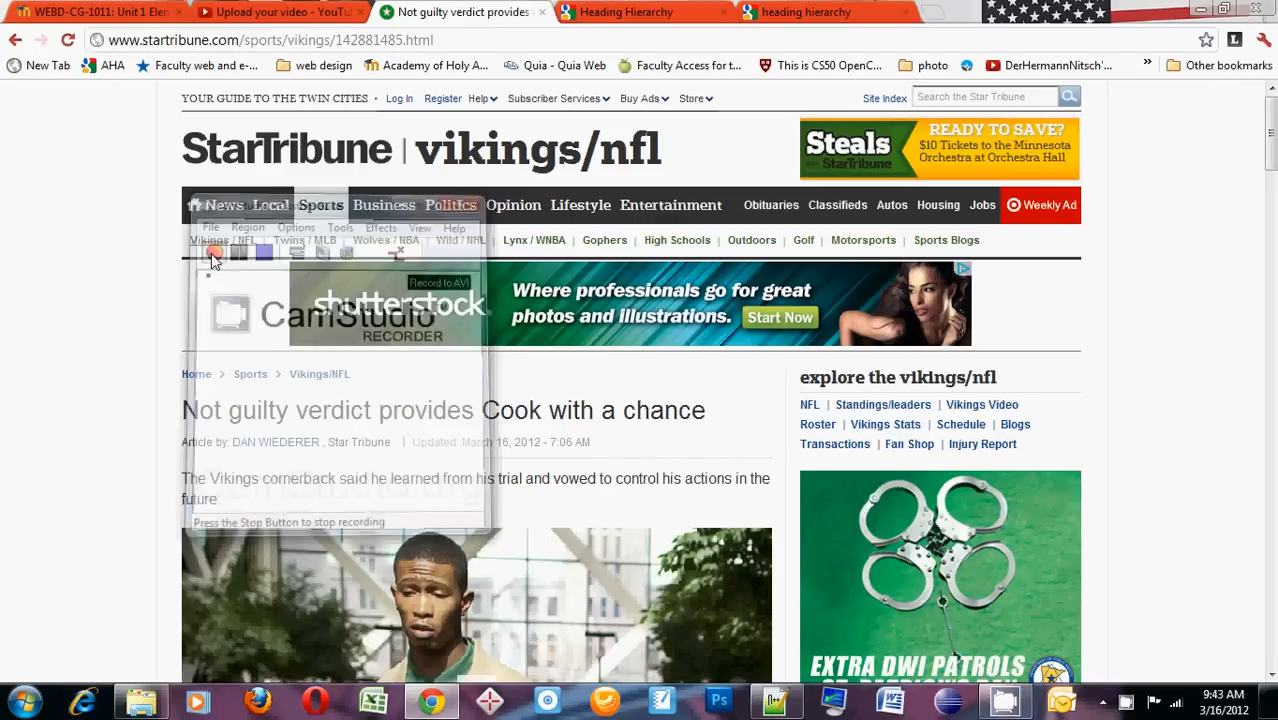 WEBD-CG-1011: Unit 1 Elen
Upload your video - YouTu
Not guilty verdict provides
Heading Hierarchy
heading hierarchy
www.startribune.com/sports/vikings/142881485.html
New Tab
AHA
Faculty web and e-...
web design
Academy of Holy A...
Quia - Quia Web
Faculty Access for t...
This is CS50 OpenC...
photo
DerHermannNitsch'...
Other bookmarks
YOUR GUIDE TO THE TWIN CITIES • Log In Register Help Subscriber Services Buy Ads Store
Site Index
Search the Star Tribune
StarTribune | vikings/nfl
Steals
with StarTribune
READY TO SAVE?
$10 Tickets to the Minnesota
Orchestra at Orchestra Hall
News Local Sports Business Politics Opinion Lifestyle Entertainment
Obituaries Classifieds Autos Housing Jobs
Weekly Ad
File Region Options Tools Effects View Help
Vikings / NFL Twins / MLB Wolves / NBA Wild / NHL Lynx / WNBA Gophers High Schools Outdoors Golf Motorsports Sports Blogs
Record to AVI
CamStudio
RECORDER
shutterstock
Where professionals go for great
photos and illustrations.
Start Now
Home > Sports > Vikings/NFL
Not guilty verdict provides Cook with a chance
Article by: DAN WIEDERER , Star Tribune | Updated: March 16, 2012 - 7:06 AM
The Vikings cornerback said he learned from his trial and vowed to control his actions in the
future.
Press the Stop Button to stop recording
explore the vikings/nfl
NFL Standings/leaders Vikings Video
Roster Vikings Stats Schedule Blogs
Transactions Fan Shop Injury Report
EXTRA DWI PATROLS
9:43 AM
3/16/2012